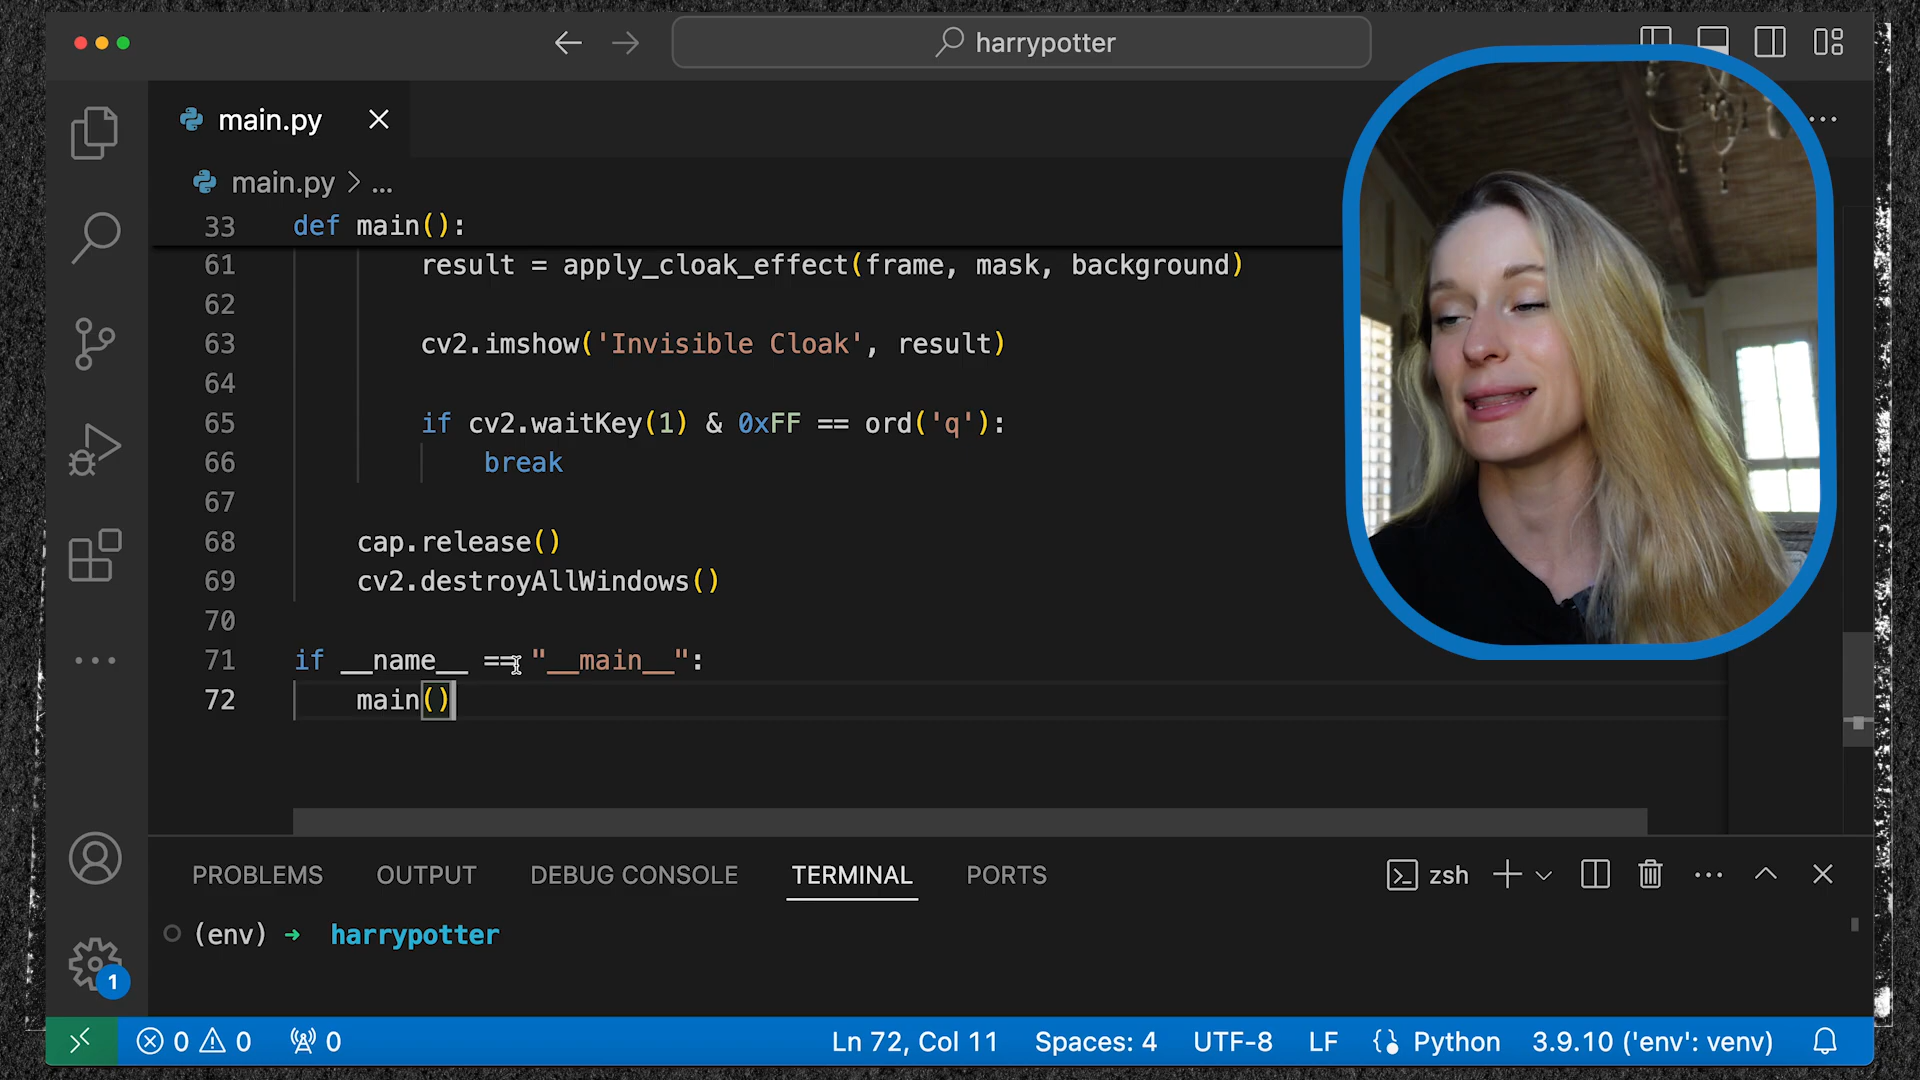 harrypotter
main.py
main.py > ...
33 def main():
61 result = apply_cloak_effect(frame, mask, background)
62
63 cv2.imshow('Invisible Cloak', result)
64
65 if cv2.waitKey(1) & 0xFF == ord('q'):
66 break
67
68 cap.release()
69 cv2.destroyAllWindows()
70
71 if __name__ == "__main__":
72 main()
PROBLEMS OUTPUT DEBUG CONSOLE TERMINAL PORTS zsh
(env) → harrypotter
1
0 0 0 Ln 72, Col 11 Spaces: 4 UTF-8 LF Python 3.9.10 ('env': venv)